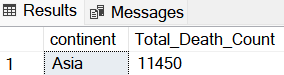 Results Messages
continent Total_Death_Count
1 Asia 11450